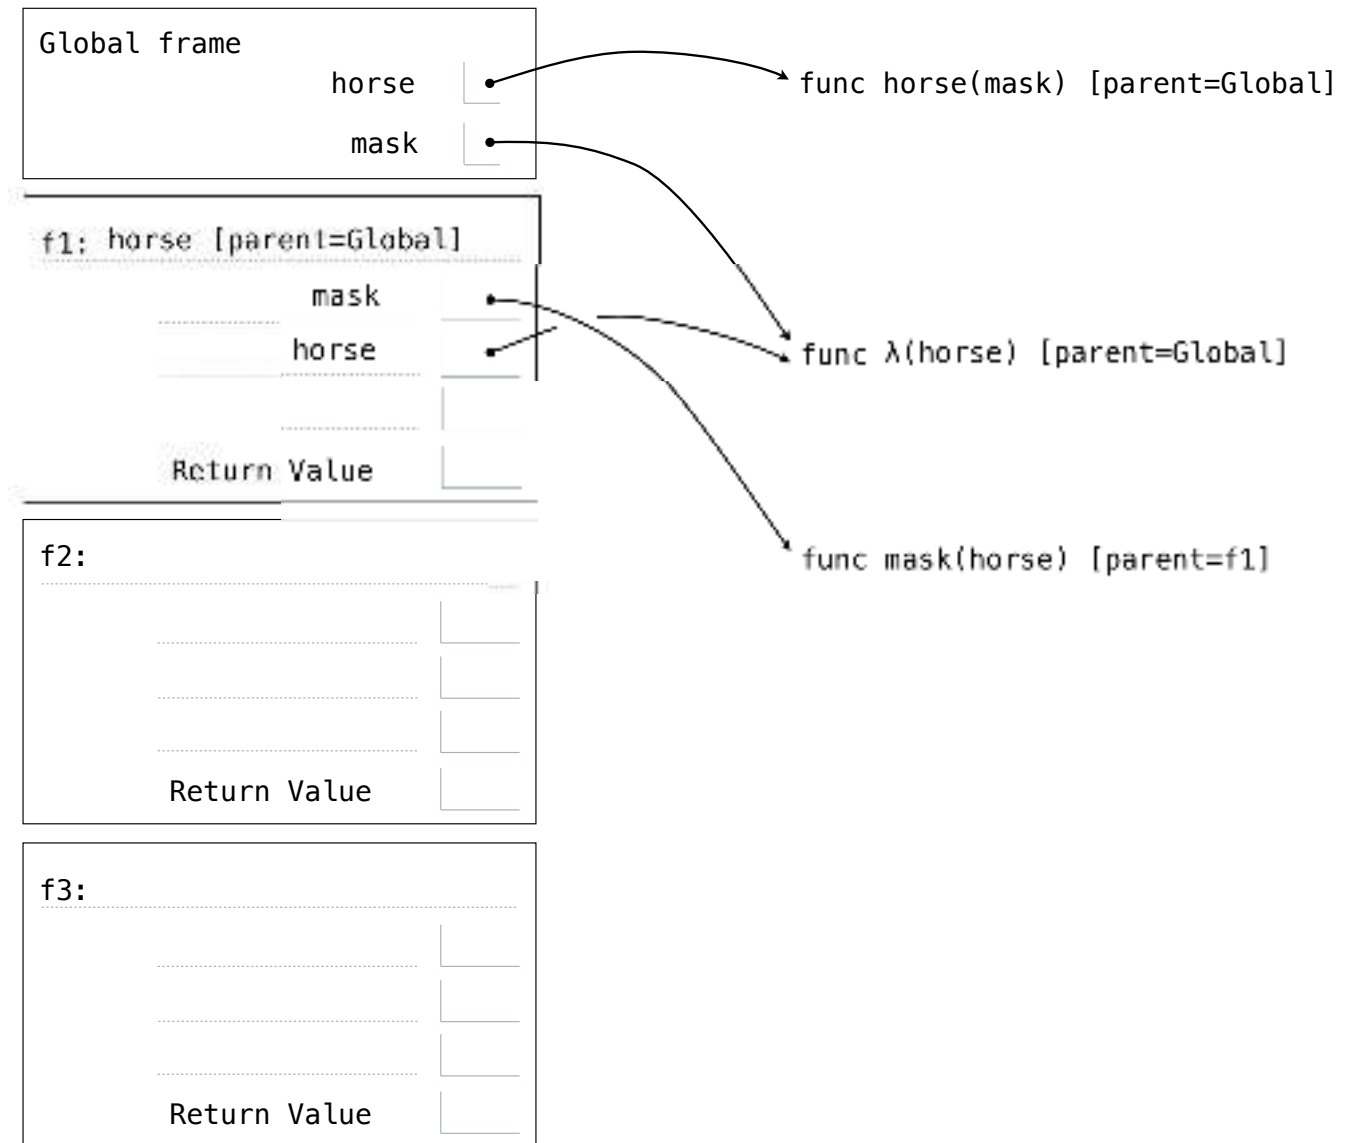 Global frame
horse
func horse(mask) [parent=Global]
mask
f1: horse [parent=Global]
mask
horse
func λ(horse) [parent=Global]
Return Value
f2:
func mask(horse) [parent=f1]
Return Value
f3:
Return Value